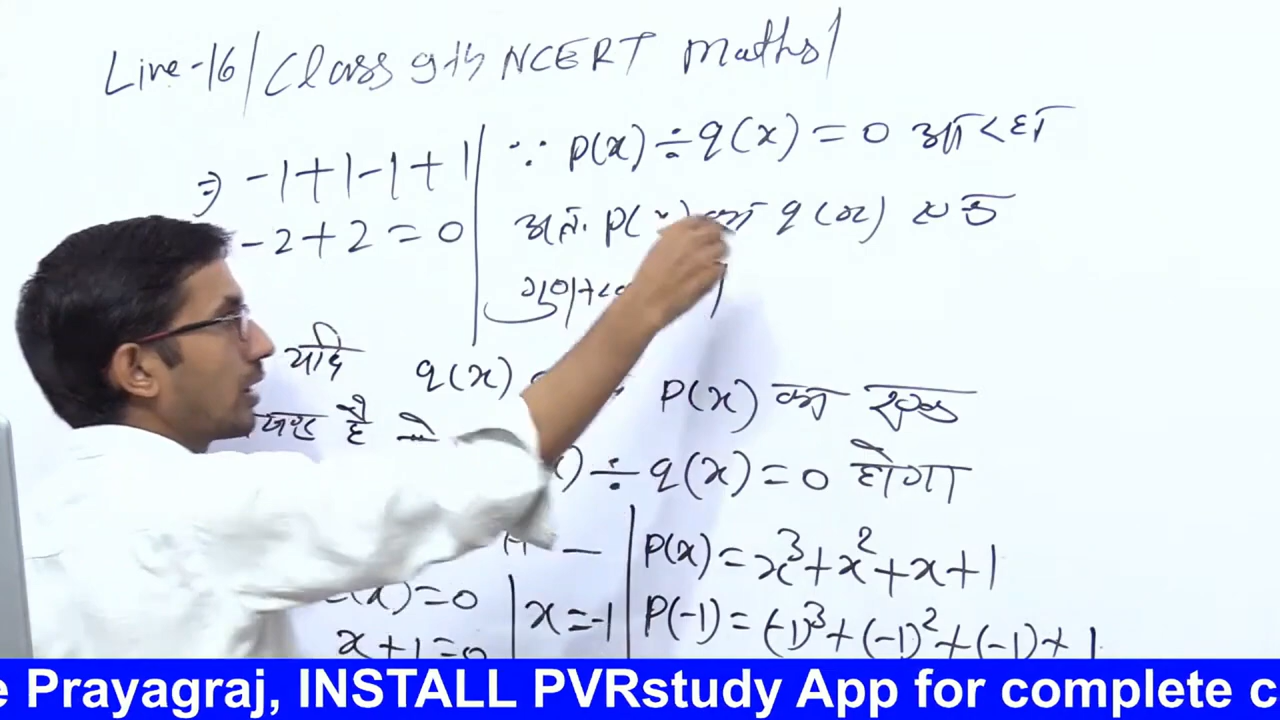 Live-16/Class 9th NCERT Maths/
⇒ -1+1-1+1
-2+2=0
∵ p(x)÷q(x)=0 आ रहा
अतः p(x) का q(x) एक
यदि q(x) p(x) का
है तो
÷ q(x)=0 होगा
(x)=0
x+1=0
x=-1
P(x)=x³+x²+x+1
P(-1)=(-1)³+(-1)²+(-1)+1
e Prayagraj, INSTALL PVRstudy App for complete c